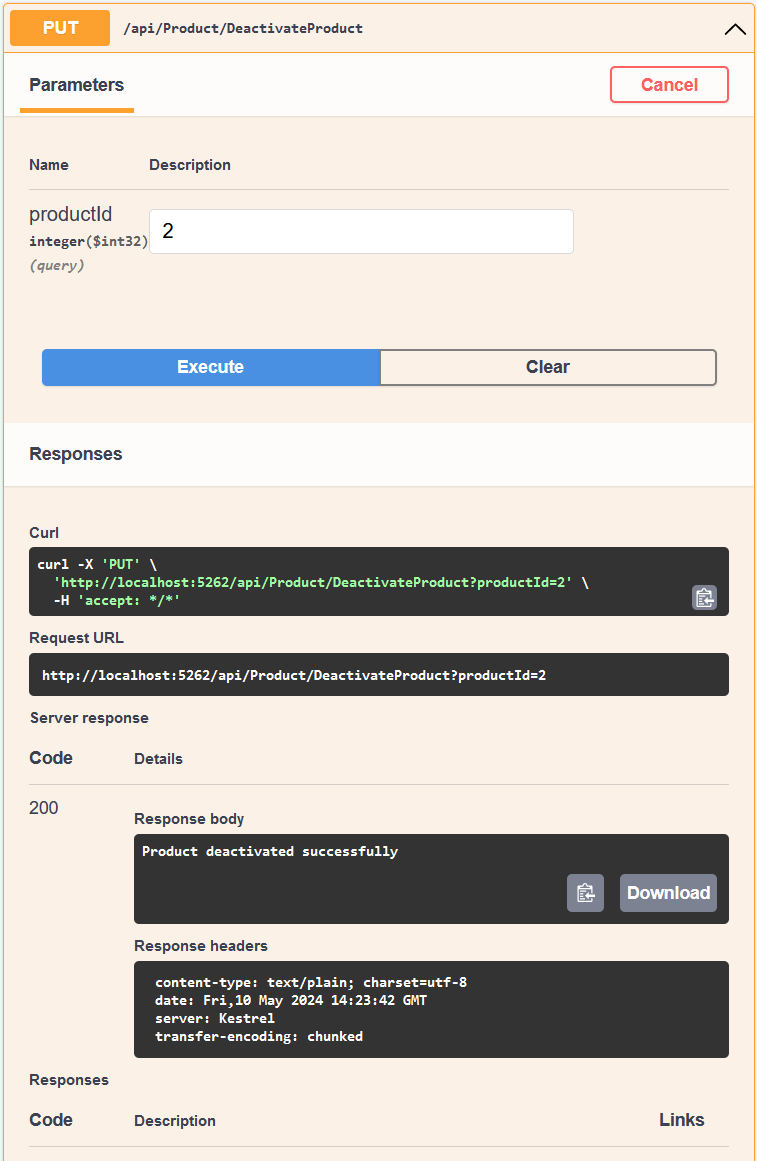 PUT /api/Product/DeactivateProduct
Parameters Cancel
Name Description
productId
integer($int32) 2
(query)
Execute Clear
Responses
Curl
curl -X 'PUT' \
'http://localhost:5262/api/Product/DeactivateProduct?productId=2' \
-H 'accept: */*'
Request URL
http://localhost:5262/api/Product/DeactivateProduct?productId=2
Server response
Code Details
200
Response body
Product deactivated successfully
Download
Response headers
content-type: text/plain; charset=utf-8
date: Fri,10 May 2024 14:23:42 GMT
server: Kestrel
transfer-encoding: chunked
Responses
Code Description Links